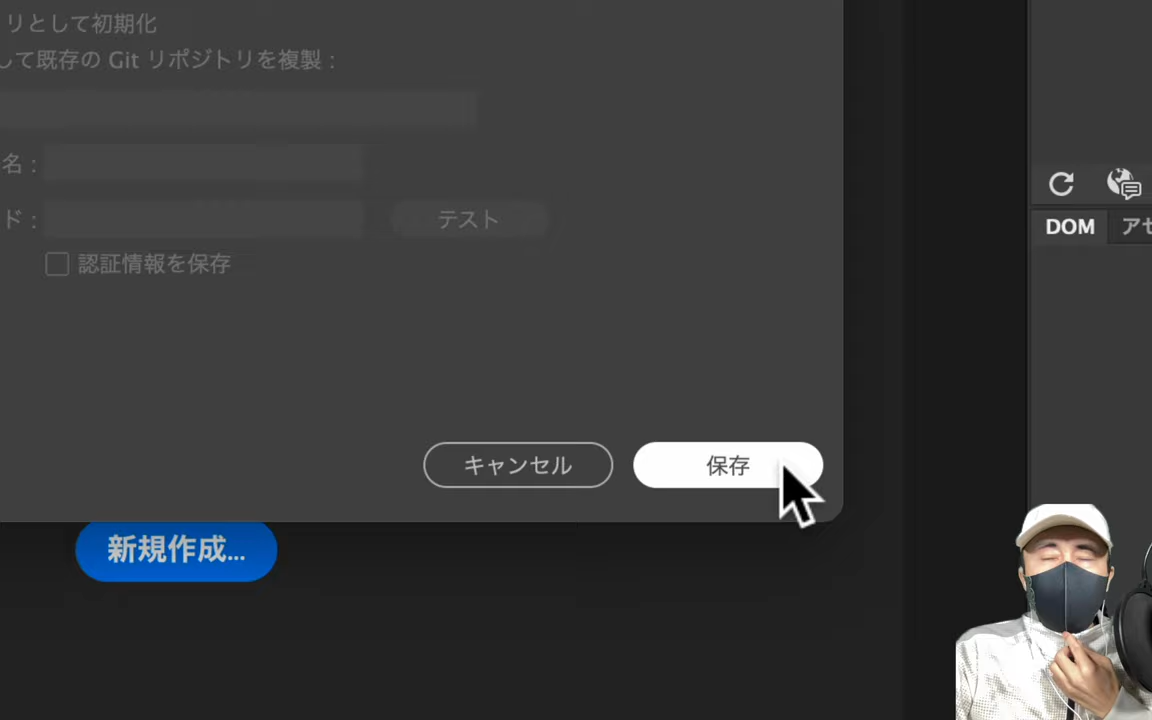 リとして初期化
して既存の Git リポジトリを複製 :
名 :
ド :
テスト
認証情報を保存
キャンセル
保存
新規作成...
DOM
アセ